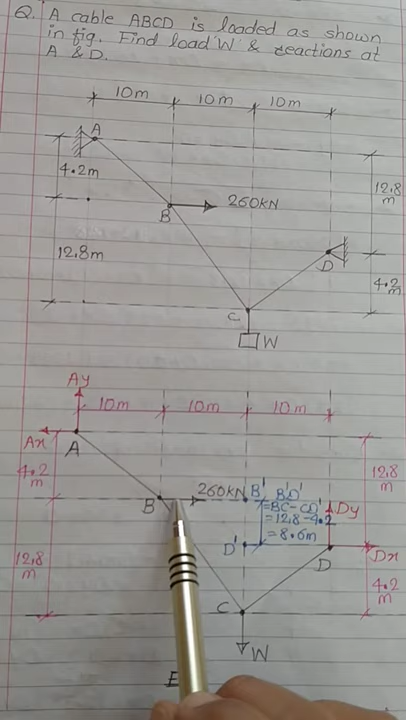 Q. A cable ABCD is loaded as shown
in fig. Find load 'W' & reactions at
A & D.
10m 10m 10m
A
4.2m
12.8
m
B 260KN
12.8m
D
4.2
m
C
W
Ay
10m 10m 10m
Ax
A
4.2
m
12.8
m
B 260KN B' B'D'
=BC-CD'
=12.8-4.2
=8.6m
Dy
D'
D Dx
12.8
m
4.2
m
C
W
E